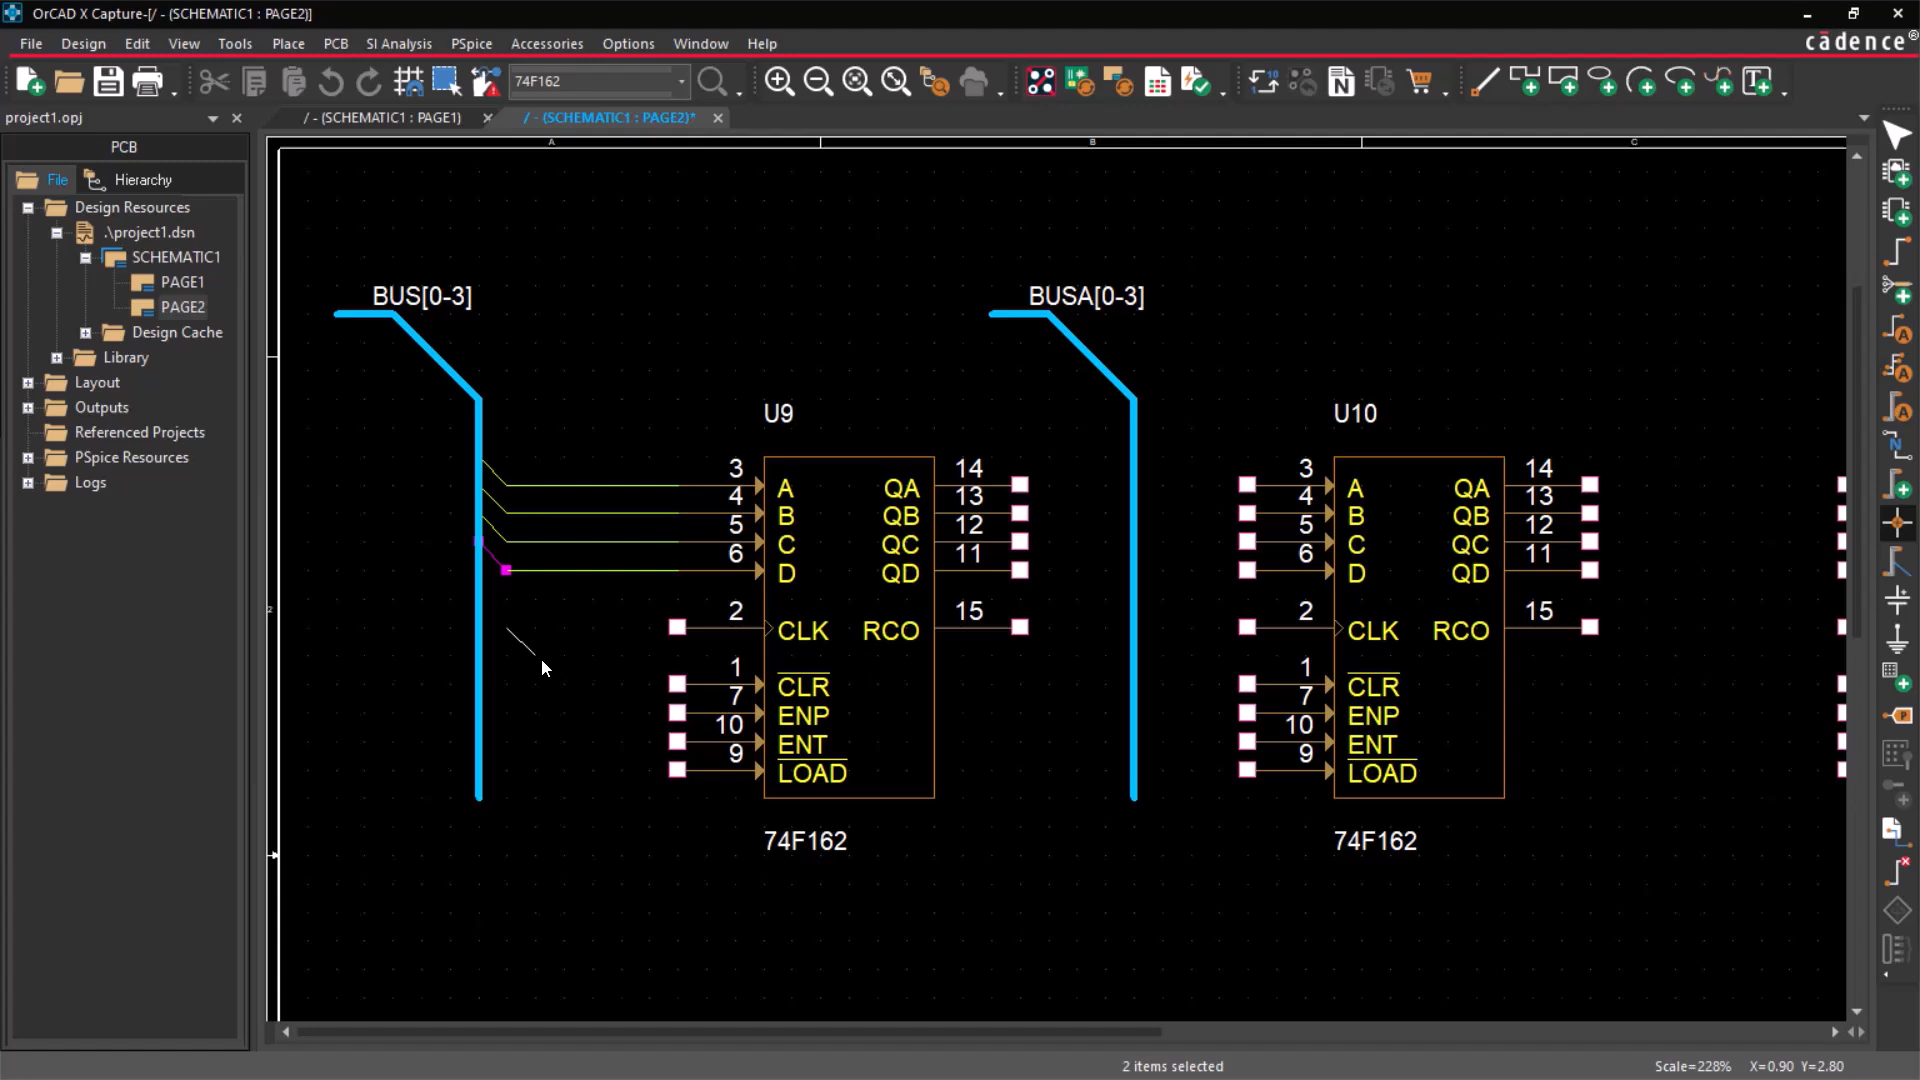 OrCAD X Capture-[/ - (SCHEMATIC1 : PAGE2)]
File Design Edit View Tools Place PCB SI Analysis PSpice Accessories Options Window Help
cādence®
74F162
project1.opj
/ - (SCHEMATIC1 : PAGE1)
/ - (SCHEMATIC1 : PAGE2)*
PCB
File
Hierarchy
Design Resources
.\project1.dsn
SCHEMATIC1
PAGE1
PAGE2
Design Cache
Library
Layout
Outputs
Referenced Projects
PSpice Resources
Logs
A
B
C
2
BUS[0-3]
BUSA[0-3]
U9
3 A QA 14
4 B QB 13
5 C QC 12
6 D QD 11
2 CLK RCO 15
1 CLR
7 ENP
10 ENT
9 LOAD
74F162
U10
3 A QA 14
4 B QB 13
5 C QC 12
6 D QD 11
2 CLK RCO 15
1 CLR
7 ENP
10 ENT
9 LOAD
74F162
2 items selected
Scale=228% X=0.90 Y=2.80